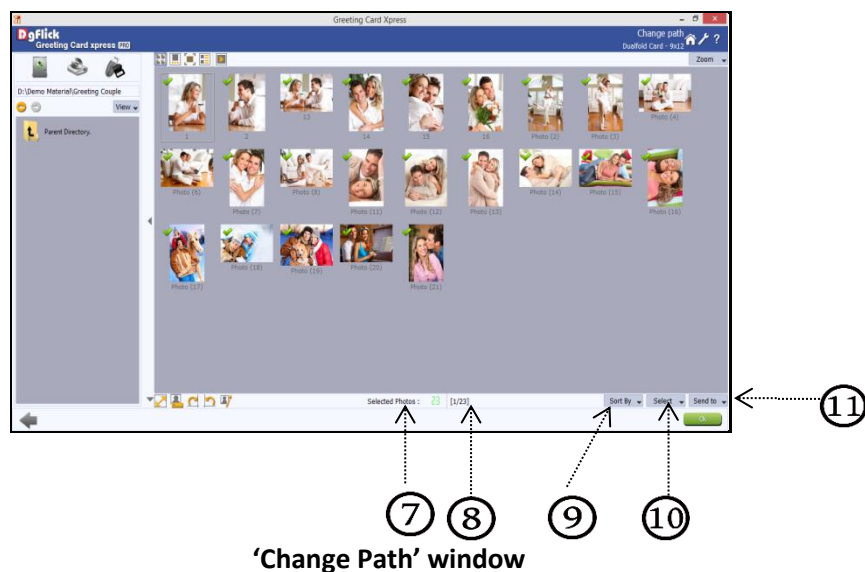 Greeting Card Xpress
DgFlick
Greeting Card xpress PRO
Change path
Dualfold Card - 9x12
?
Zoom
D:\Demo Material\Greeting Couple
View
Parent Directory.
1
2
13
14
15
16
Photo (2)
Photo (3)
Photo (4)
Photo (6)
Photo (7)
Photo (8)
Photo (11)
Photo (12)
Photo (13)
Photo (14)
Photo (15)
Photo (16)
Photo (17)
Photo (18)
Photo (19)
Photo (20)
Photo (21)
Selected Photos : 23 [1/23] Sort By Select Send to
Ok
11
7 8 9 10
‘Change Path’ window